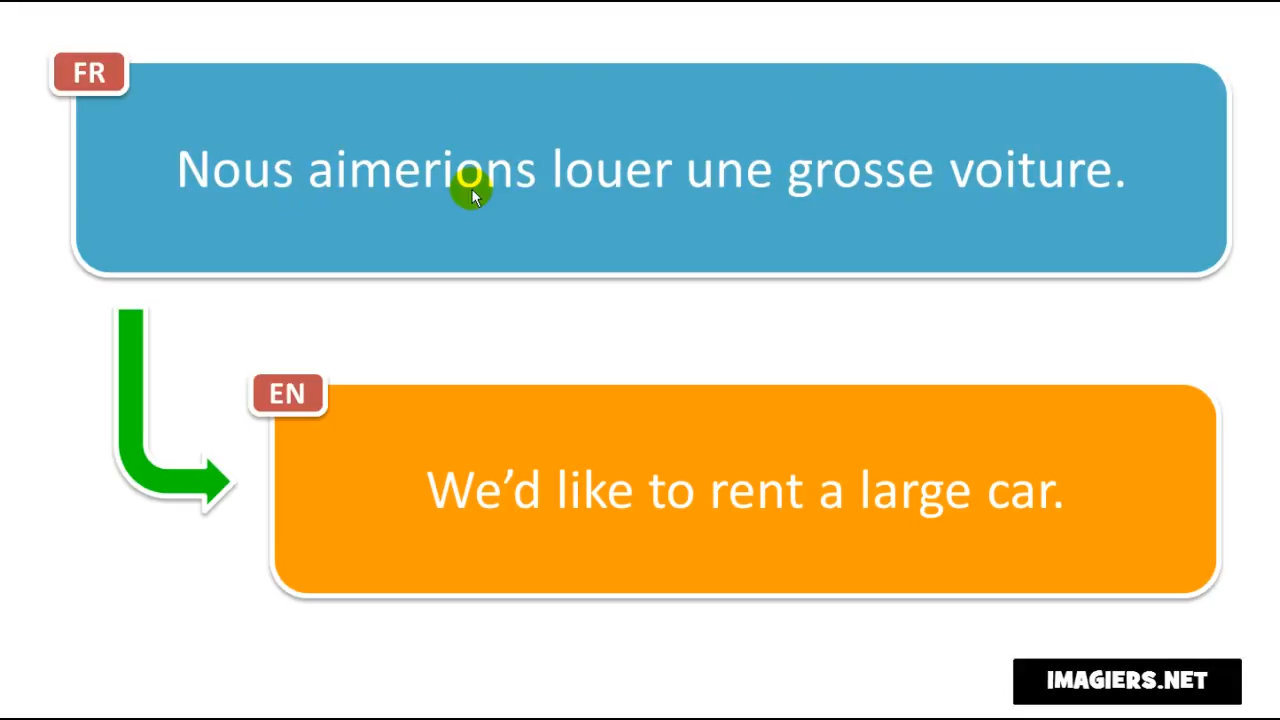 FR
Nous aimerions louer une grosse voiture.
EN
We’d like to rent a large car.
IMAGIERS.NET